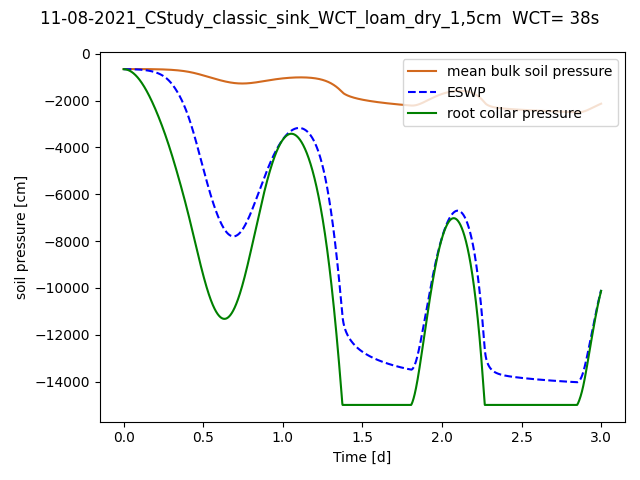 11-08-2021_CStudy_classic_sink_WCT_loam_dry_1,5cm  WCT= 38s
mean bulk soil pressure
ESWP
root collar pressure
soil pressure [cm]
0
−2000
−4000
−6000
−8000
−10000
−12000
−14000
0.0 0.5 1.0 1.5 2.0 2.5 3.0
Time [d]